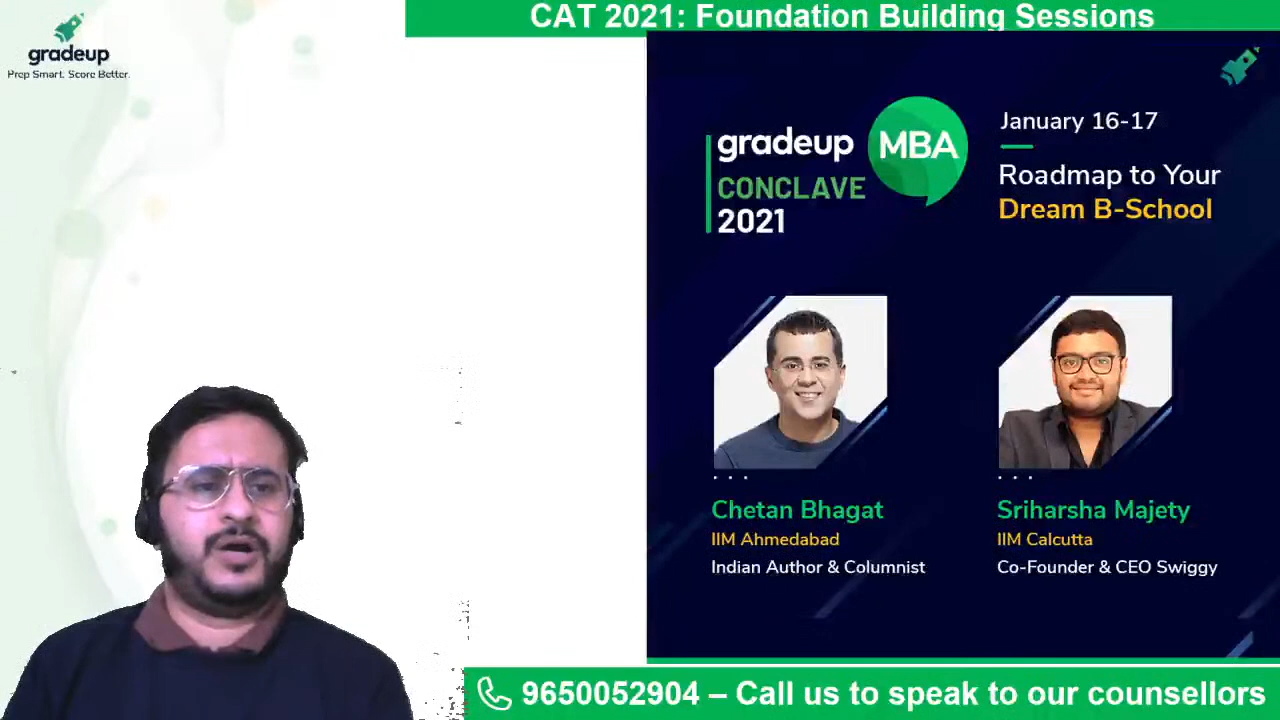 CAT 2021: Foundation Building Sessions
gradeup
Prep Smart. Score Better.
gradeup
CONCLAVE
2021
MBA
January 16-17
Roadmap to Your
Dream B-School
Chetan Bhagat
IIM Ahmedabad
Indian Author & Columnist
Sriharsha Majety
IIM Calcutta
Co-Founder & CEO Swiggy
9650052904 – Call us to speak to our counsellors